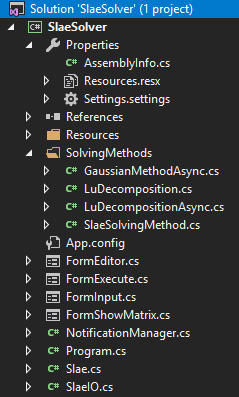 Solution 'SlaeSolver' (1 project)
C# SlaeSolver
Properties
C# AssemblyInfo.cs
Resources.resx
Settings.settings
References
Resources
SolvingMethods
C# GaussianMethodAsync.cs
C# LuDecomposition.cs
C# LuDecompositionAsync.cs
C# SlaeSolvingMethod.cs
App.config
FormEditor.cs
FormExecute.cs
FormInput.cs
FormShowMatrix.cs
C# NotificationManager.cs
C# Program.cs
C# Slae.cs
C# SlaeIO.cs